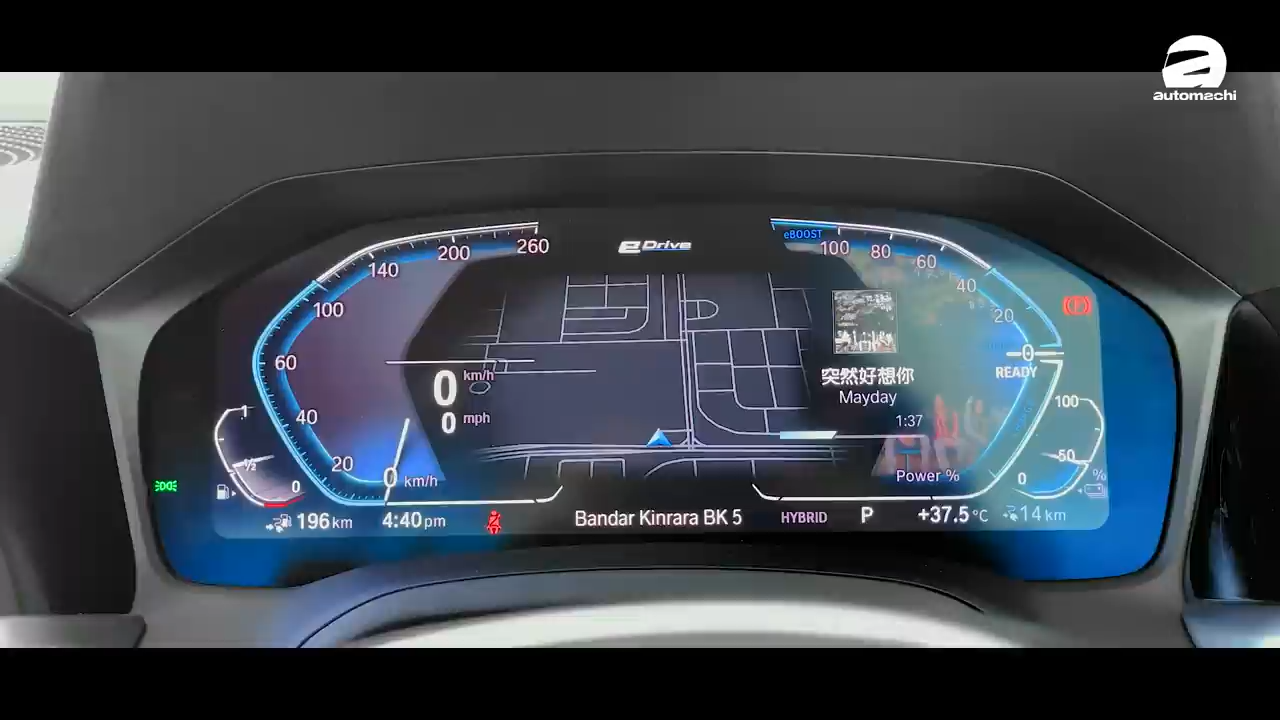 automachi
eDrive
260
200
140
100
60
40
20
0 km/h
0 km/h
0 mph
eBOOST
100
80
60
40
20
0
READY
突然好想你
Mayday
1:37
Power %
1
1/2
0
100
50
0
%
196 km
4:40 pm
Bandar Kinrara BK 5
HYBRID
P
+37.5 °C
14 km